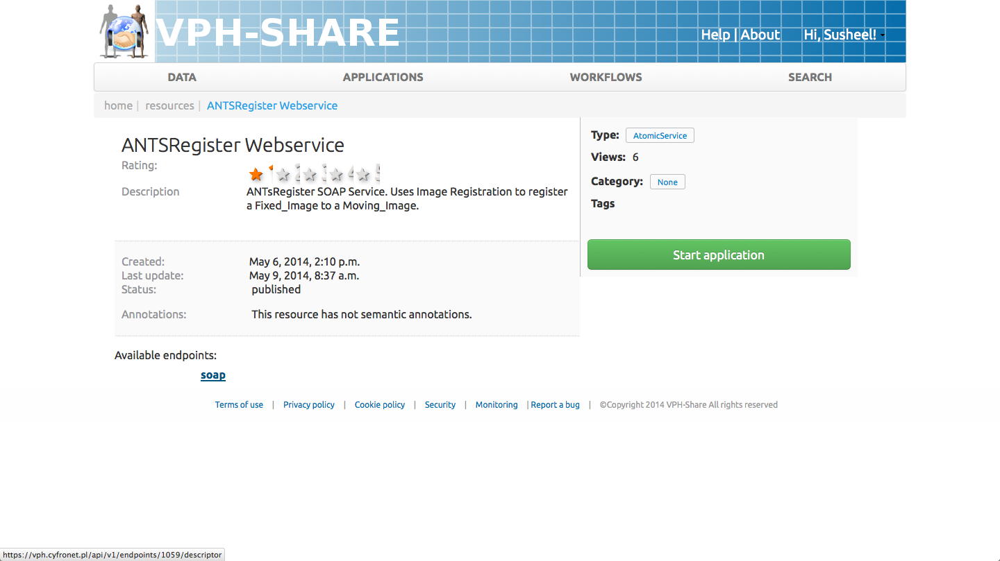 VPH-SHARE
Help | About Hi, Susheel!
DATA APPLICATIONS WORKFLOWS SEARCH
home | resources | ANTSRegister Webservice
ANTSRegister Webservice
Rating:
1 2 3 4 5
Description ANTsRegister SOAP Service. Uses Image Registration to register
a Fixed_Image to a Moving_Image.
Created: May 6, 2014, 2:10 p.m.
Last update: May 9, 2014, 8:37 a.m.
Status: published
Annotations: This resource has not semantic annotations.
Available endpoints:
soap
Type: AtomicService
Views: 6
Category: None
Tags
Start application
Terms of use | Privacy policy | Cookie policy | Security | Monitoring | Report a bug | ©Copyright 2014 VPH-Share All rights reserved
https://vph.cyfronet.pl/api/v1/endpoints/1059/descriptor